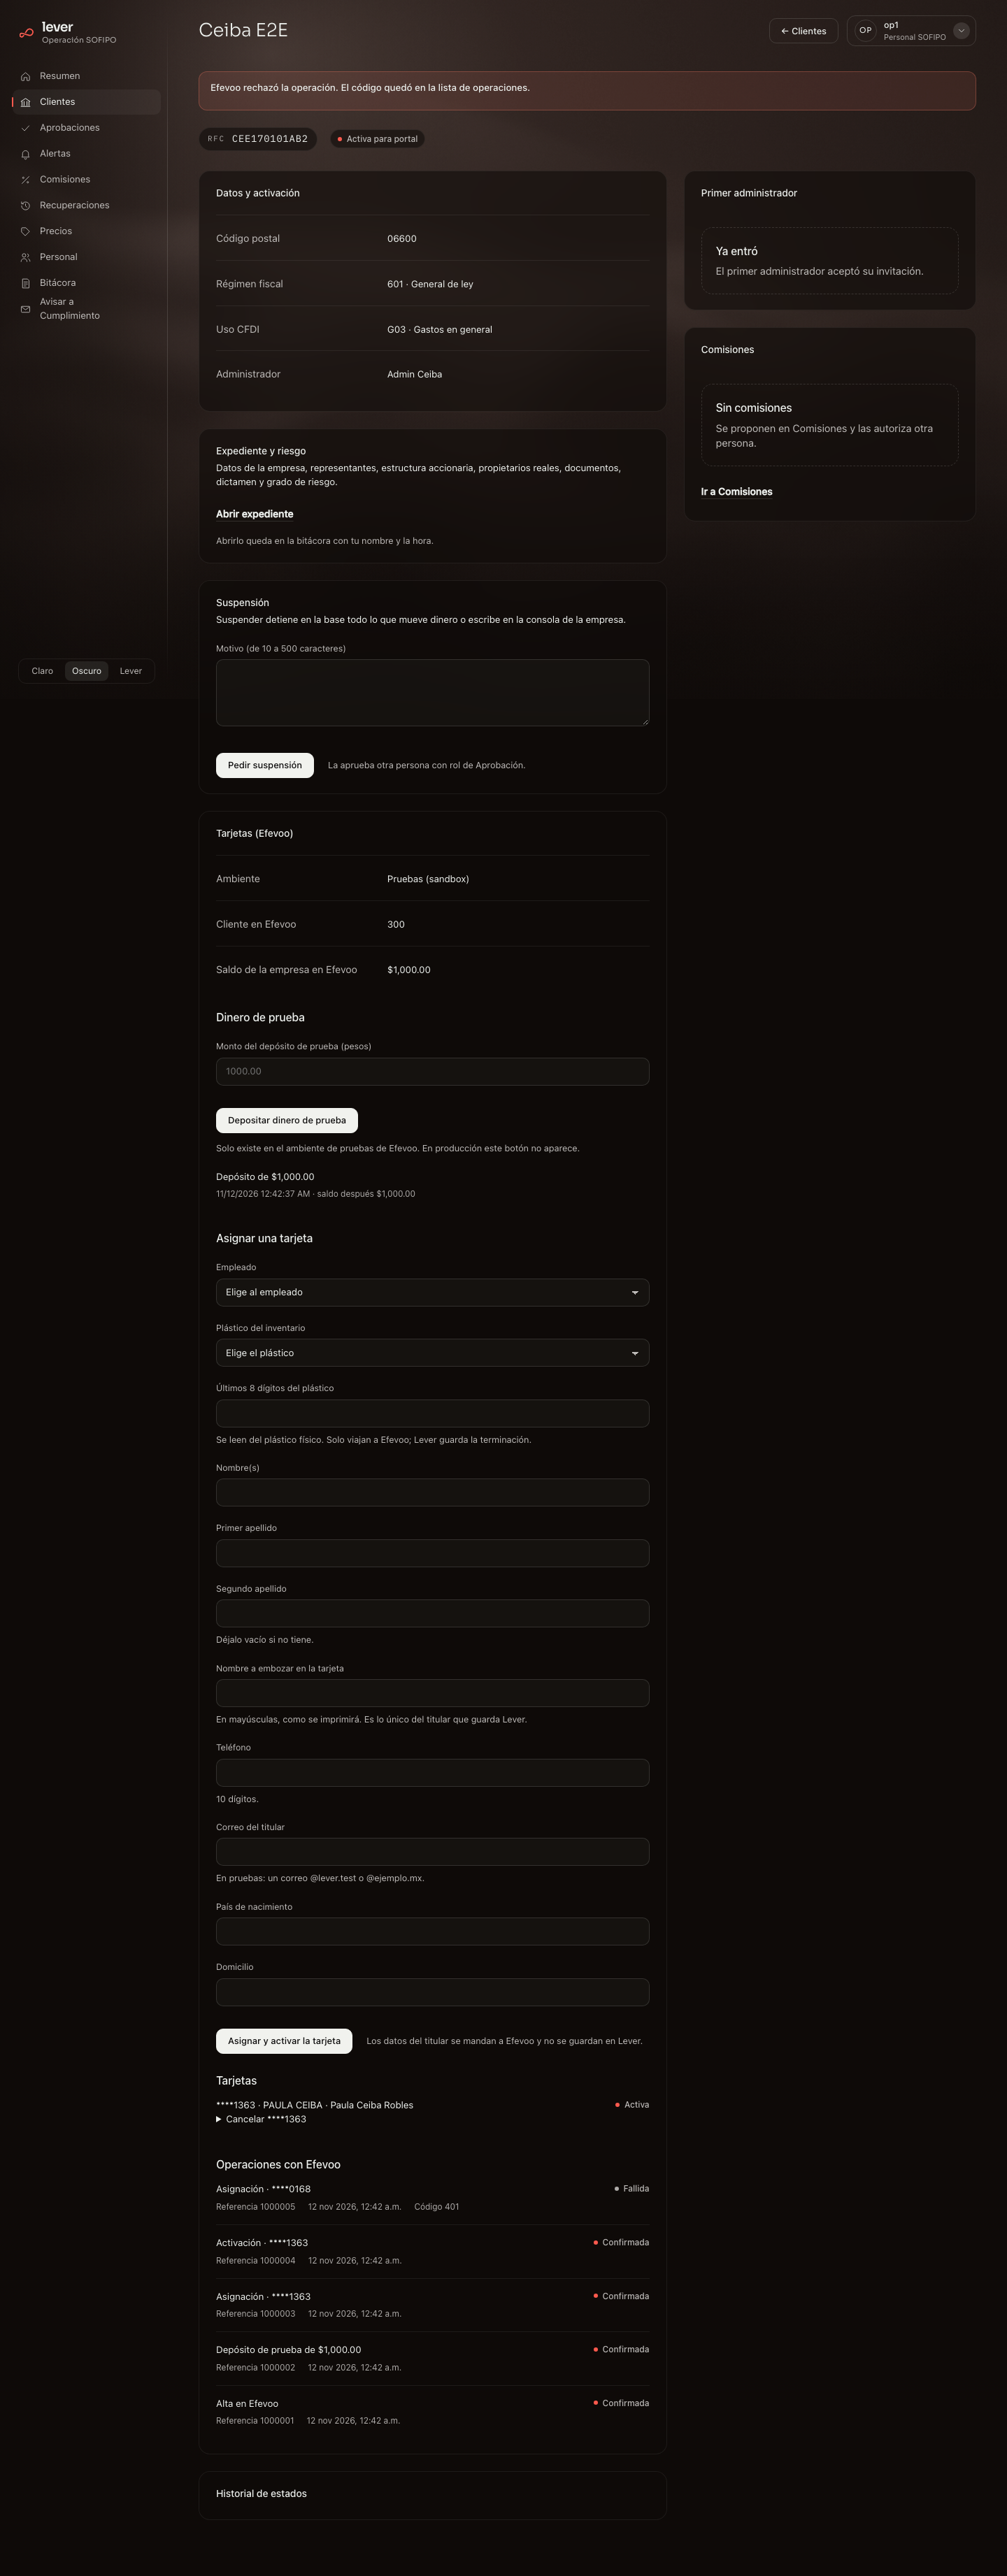 lever
Operación SOFIPO
Resumen
Clientes
Aprobaciones
Alertas
Comisiones
Recuperaciones
Precios
Personal
Bitácora
Avisar a
Cumplimiento
Claro
Oscuro
Lever
Ceiba E2E
← Clientes
OP
op1
Personal SOFIPO
Efevoo rechazó la operación. El código quedó en la lista de operaciones.
RFC CEE170101AB2
Activa para portal
Datos y activación
Código postal 06600
Régimen fiscal 601 · General de ley
Uso CFDI G03 · Gastos en general
Administrador Admin Ceiba
Expediente y riesgo
Datos de la empresa, representantes, estructura accionaria, propietarios reales, documentos,
dictamen y grado de riesgo.
Abrir expediente
Abrirlo queda en la bitácora con tu nombre y la hora.
Suspensión
Suspender detiene en la base todo lo que mueve dinero o escribe en la consola de la empresa.
Motivo (de 10 a 500 caracteres)
Pedir suspensión
La aprueba otra persona con rol de Aprobación.
Tarjetas (Efevoo)
Ambiente Pruebas (sandbox)
Cliente en Efevoo 300
Saldo de la empresa en Efevoo $1,000.00
Dinero de prueba
Monto del depósito de prueba (pesos)
1000.00
Depositar dinero de prueba
Solo existe en el ambiente de pruebas de Efevoo. En producción este botón no aparece.
Depósito de $1,000.00
11/12/2026 12:42:37 AM · saldo después $1,000.00
Asignar una tarjeta
Empleado
Elige al empleado
Plástico del inventario
Elige el plástico
Últimos 8 dígitos del plástico
Se leen del plástico físico. Solo viajan a Efevoo; Lever guarda la terminación.
Nombre(s)
Primer apellido
Segundo apellido
Déjalo vacío si no tiene.
Nombre a embozar en la tarjeta
En mayúsculas, como se imprimirá. Es lo único del titular que guarda Lever.
Teléfono
10 dígitos.
Correo del titular
En pruebas: un correo @lever.test o @ejemplo.mx.
País de nacimiento
Domicilio
Asignar y activar la tarjeta
Los datos del titular se mandan a Efevoo y no se guardan en Lever.
Tarjetas
****1363 · PAULA CEIBA · Paula Ceiba Robles Activa
Cancelar ****1363
Operaciones con Efevoo
Asignación · ****0168 Fallida
Referencia 1000005 12 nov 2026, 12:42 a.m. Código 401
Activación · ****1363 Confirmada
Referencia 1000004 12 nov 2026, 12:42 a.m.
Asignación · ****1363 Confirmada
Referencia 1000003 12 nov 2026, 12:42 a.m.
Depósito de prueba de $1,000.00 Confirmada
Referencia 1000002 12 nov 2026, 12:42 a.m.
Alta en Efevoo Confirmada
Referencia 1000001 12 nov 2026, 12:42 a.m.
Historial de estados
Primer administrador
Ya entró
El primer administrador aceptó su invitación.
Comisiones
Sin comisiones
Se proponen en Comisiones y las autoriza otra
persona.
Ir a Comisiones